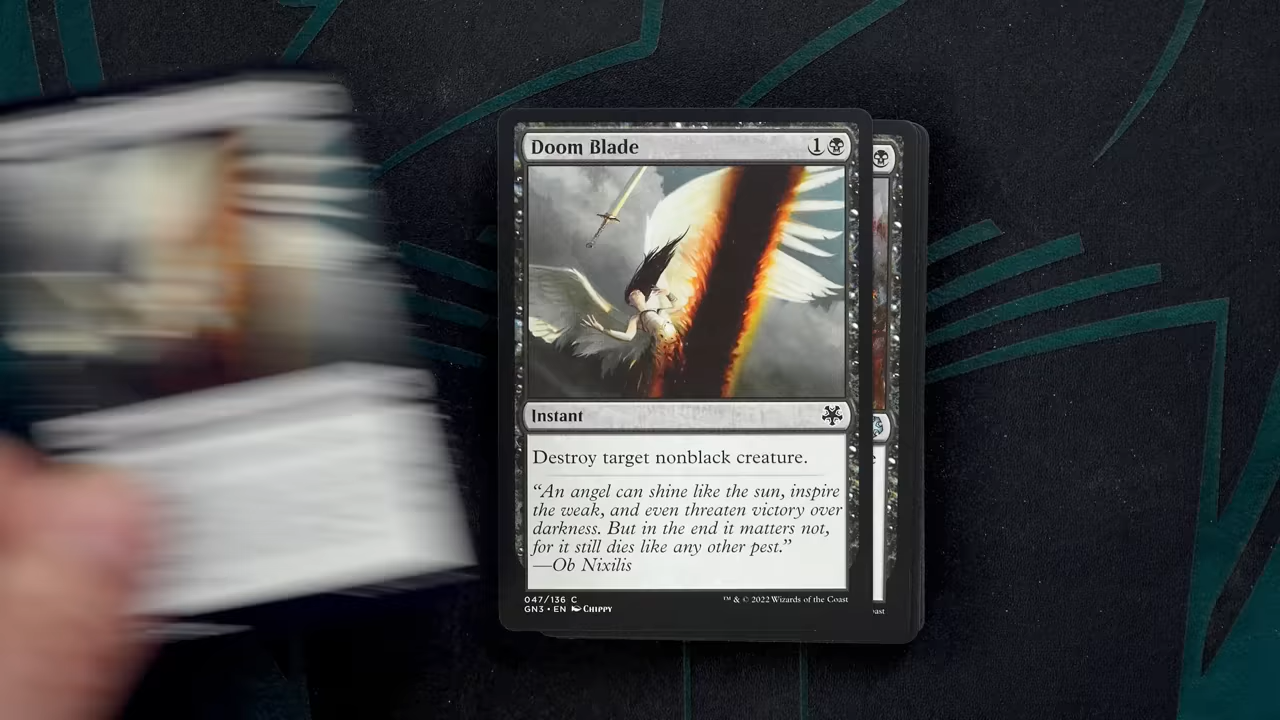 Doom Blade 1
Instant
Destroy target nonblack creature.
“An angel can shine like the sun, inspire
the weak, and even threaten victory over
darkness. But in the end it matters not,
for it still dies like any other pest.”
—Ob Nixilis
047/136 C ™ & © 2022 Wizards of the Coast
GN3 • EN Chippy